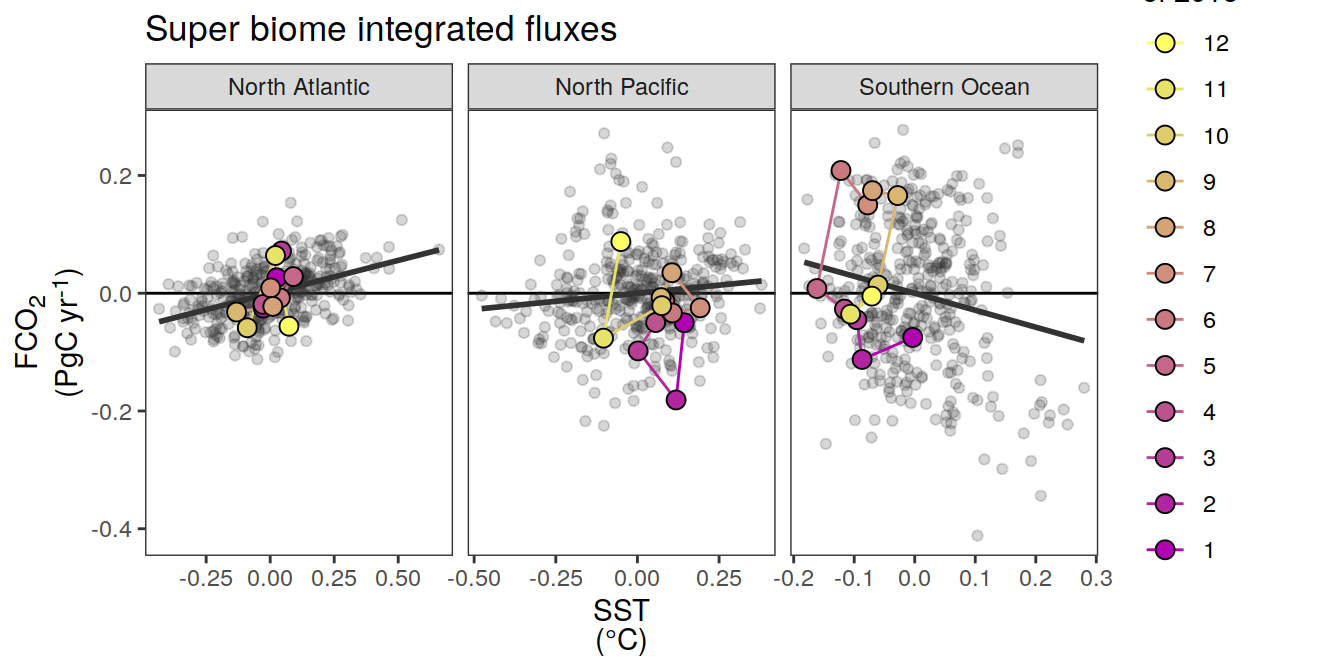 Super biome integrated fluxes
North Atlantic
North Pacific
Southern Ocean
FCO2
(PgC yr-1)
0.2
0.0
-0.2
-0.4
-0.25 0.00 0.25 0.50
-0.50 -0.25 0.00 0.25
-0.2 -0.1 0.0 0.1 0.2 0.3
SST
(°C)
12
11
10
9
8
7
6
5
4
3
2
1